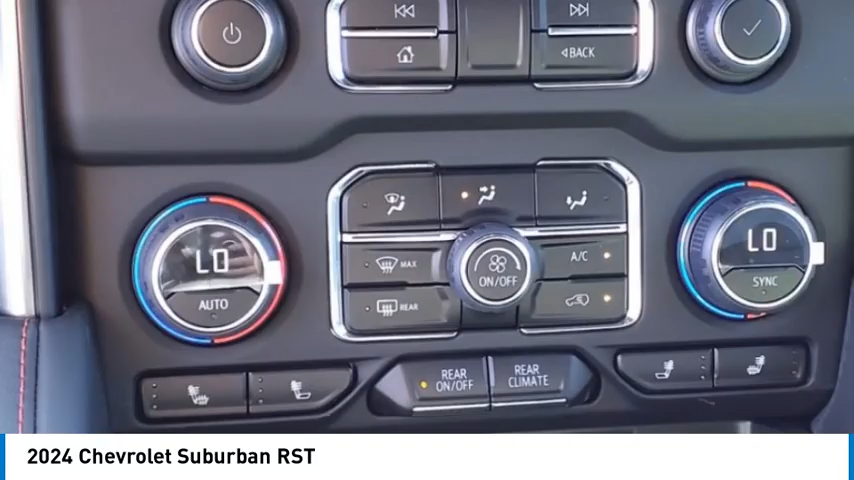 BACK
LO
AUTO
MAX
REAR
ON/OFF
A/C
LO
SYNC
REAR
ON/OFF
REAR
CLIMATE
2024 Chevrolet Suburban RST